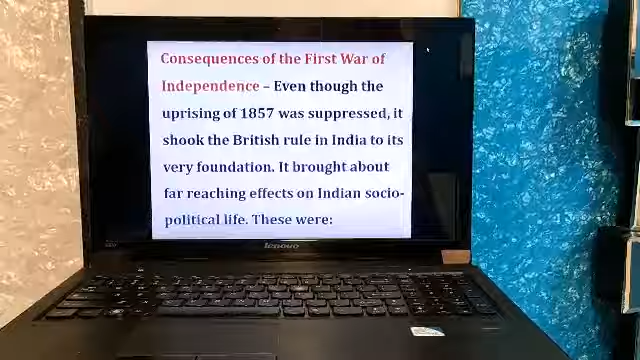 Consequences of the First War of
Independence – Even though the
uprising of 1857 was suppressed, it
shook the British rule in India to its
very foundation. It brought about
far reaching effects on Indian socio-
political life. These were:
lenovo